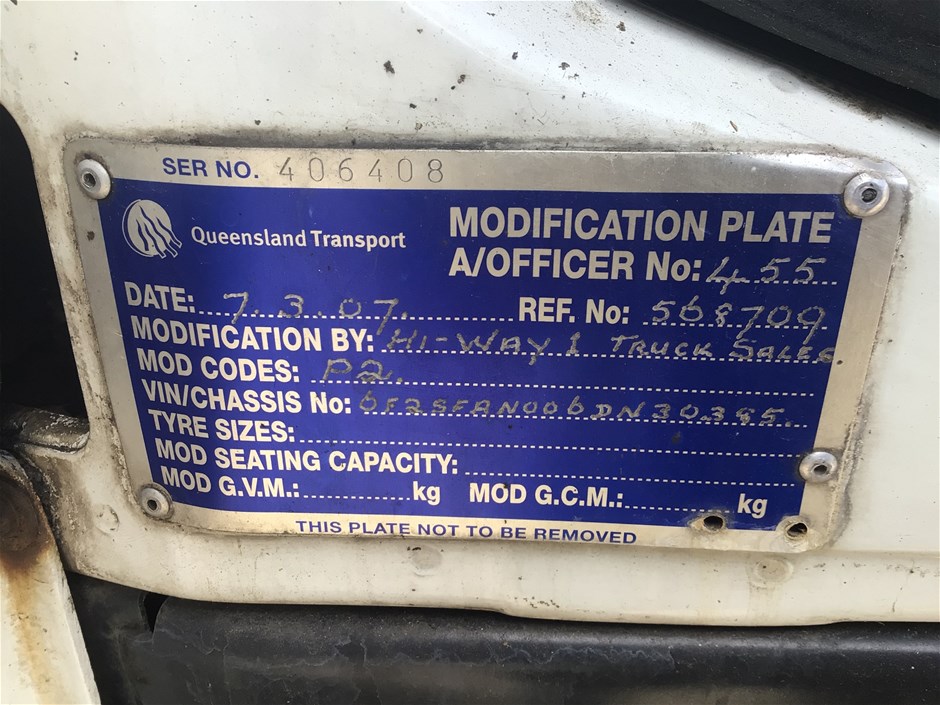 SER NO. 406408
Queensland Transport
MODIFICATION PLATE
A/OFFICER No: 455
DATE: 7.3.07. REF. No: 568709
MODIFICATION BY: HI-WAY 1 TRUCK SALES
MOD CODES: P2.
VIN/CHASSIS No: 6F2SFAN006DN30385
TYRE SIZES:
MOD SEATING CAPACITY:
MOD G.V.M.: kg MOD G.C.M.: kg
THIS PLATE NOT TO BE REMOVED